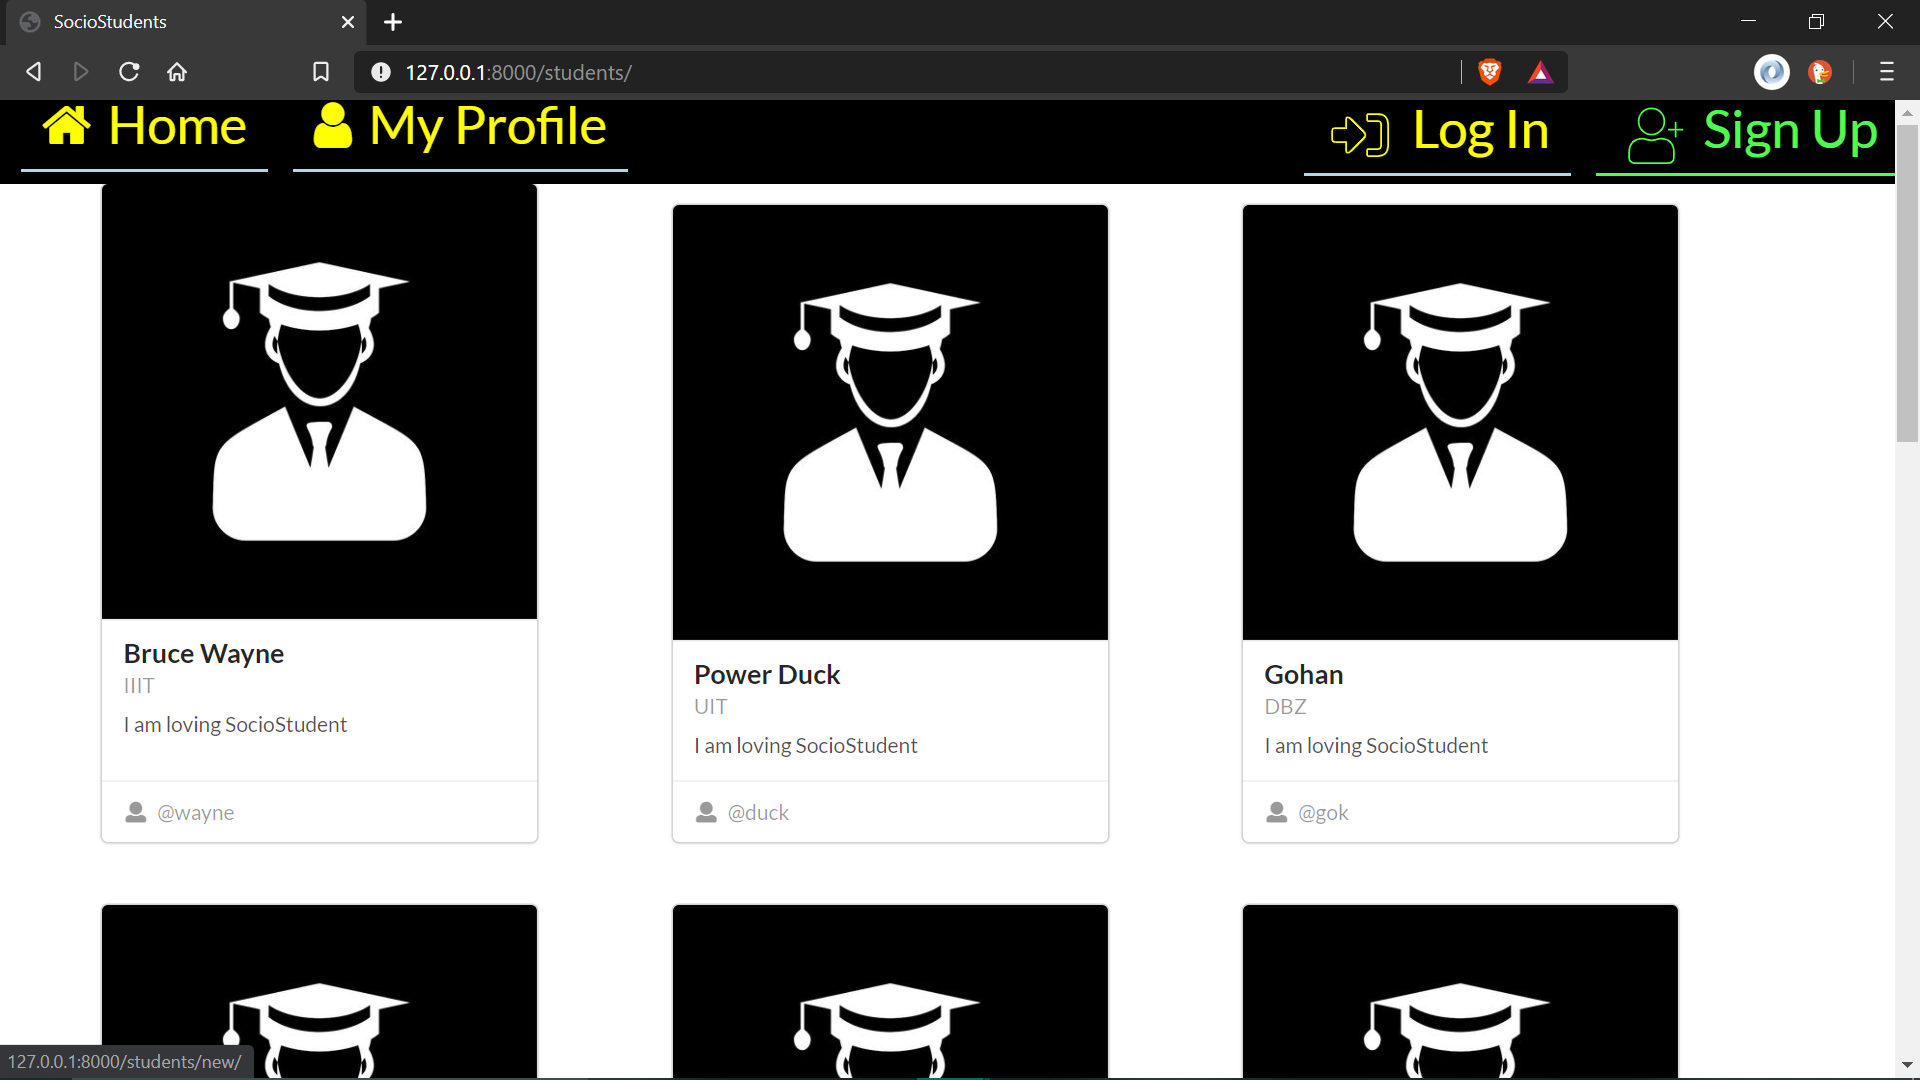 SocioStudents
127.0.0.1:8000/students/
Home
My Profile
Log In
Sign Up
Bruce Wayne
IIIT
I am loving SocioStudent
@wayne
Power Duck
UIT
I am loving SocioStudent
@duck
Gohan
DBZ
I am loving SocioStudent
@gok
127.0.0.1:8000/students/new/